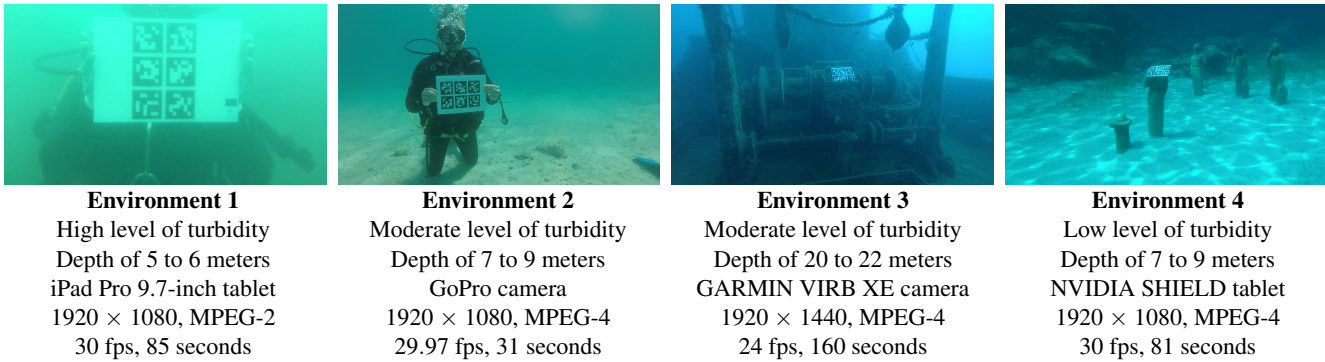 Environment 1
High level of turbidity
Depth of 5 to 6 meters
iPad Pro 9.7-inch tablet
1920 × 1080, MPEG-2
30 fps, 85 seconds
Environment 2
Moderate level of turbidity
Depth of 7 to 9 meters
GoPro camera
1920 × 1080, MPEG-4
29.97 fps, 31 seconds
Environment 3
Moderate level of turbidity
Depth of 20 to 22 meters
GARMIN VIRB XE camera
1920 × 1440, MPEG-4
24 fps, 160 seconds
Environment 4
Low level of turbidity
Depth of 7 to 9 meters
NVIDIA SHIELD tablet
1920 × 1080, MPEG-4
30 fps, 81 seconds